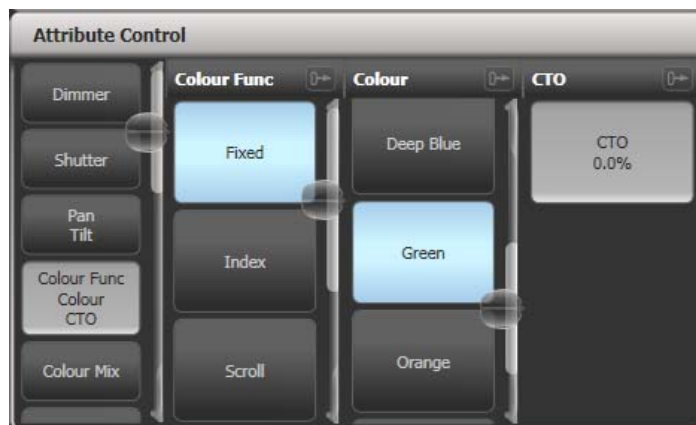 Attribute Control
Dimmer
Shutter
Pan
Tilt
Colour Func
Colour
CTO
Colour Mix
Colour Func
Fixed
Index
Scroll
Colour
Deep Blue
Green
Orange
CTO
CTO
0.0%